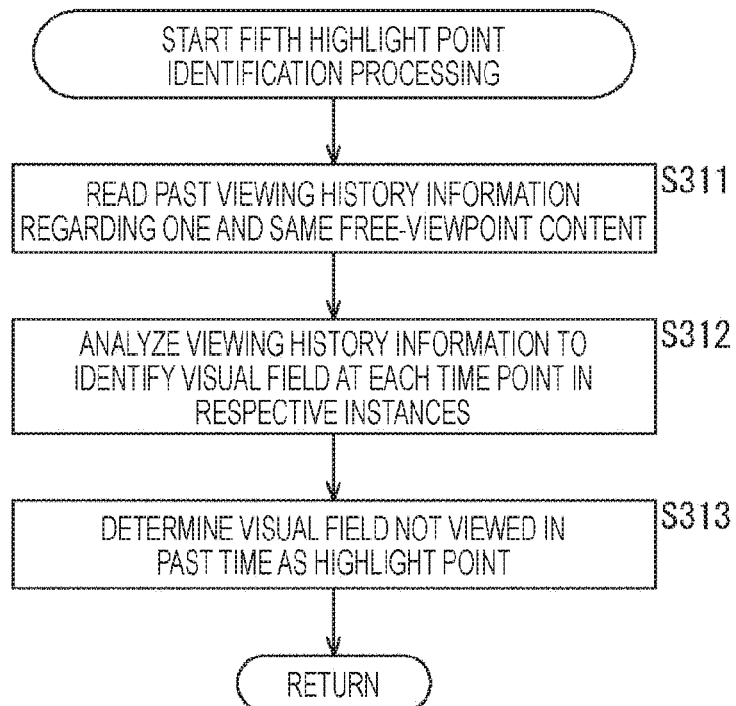 START FIFTH HIGHLIGHT POINT
IDENTIFICATION PROCESSING
S311
READ PAST VIEWING HISTORY INFORMATION
REGARDING ONE AND SAME FREE-VIEWPOINT CONTENT
S312
ANALYZE VIEWING HISTORY INFORMATION TO
IDENTIFY VISUAL FIELD AT EACH TIME POINT IN
RESPECTIVE INSTANCES
S313
DETERMINE VISUAL FIELD NOT VIEWED IN
PAST TIME AS HIGHLIGHT POINT
RETURN